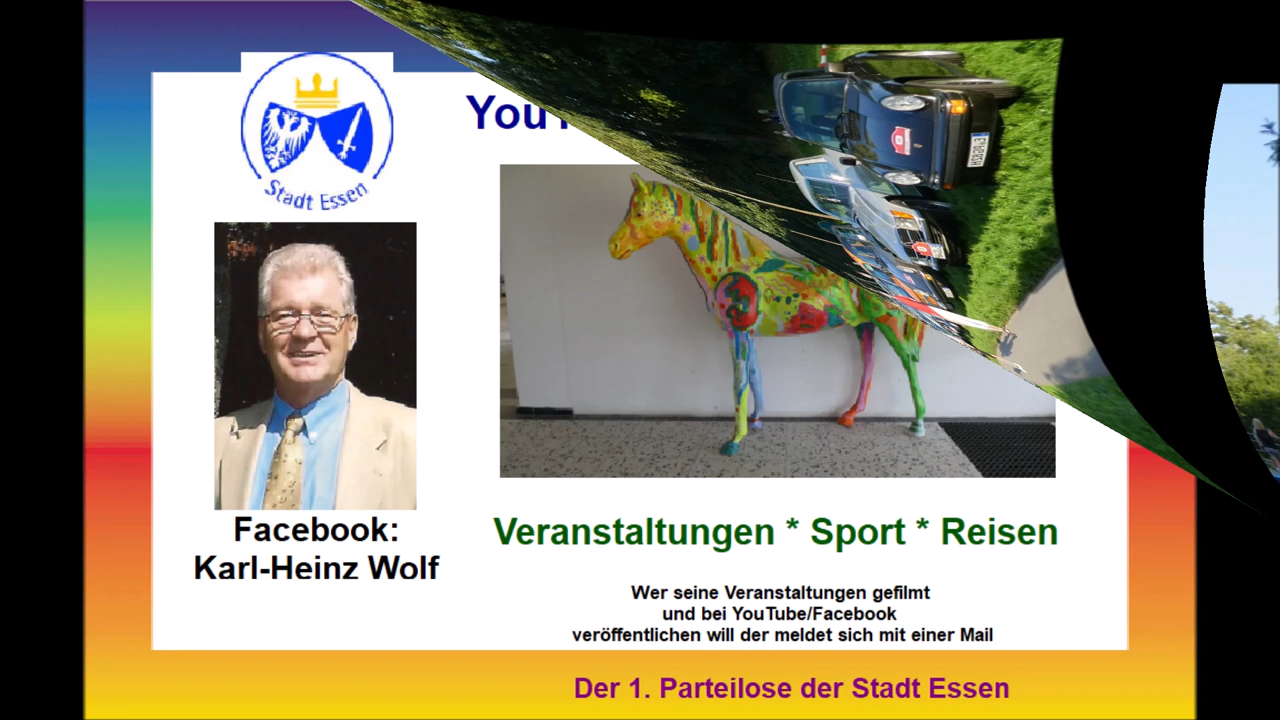 Stadt Essen
Facebook:
Karl-Heinz Wolf
Veranstaltungen * Sport * Reisen
Wer seine Veranstaltungen gefilmt
und bei YouTube/Facebook
veröffentlichen will der meldet sich mit einer Mail
Der 1. Parteilose der Stadt Essen